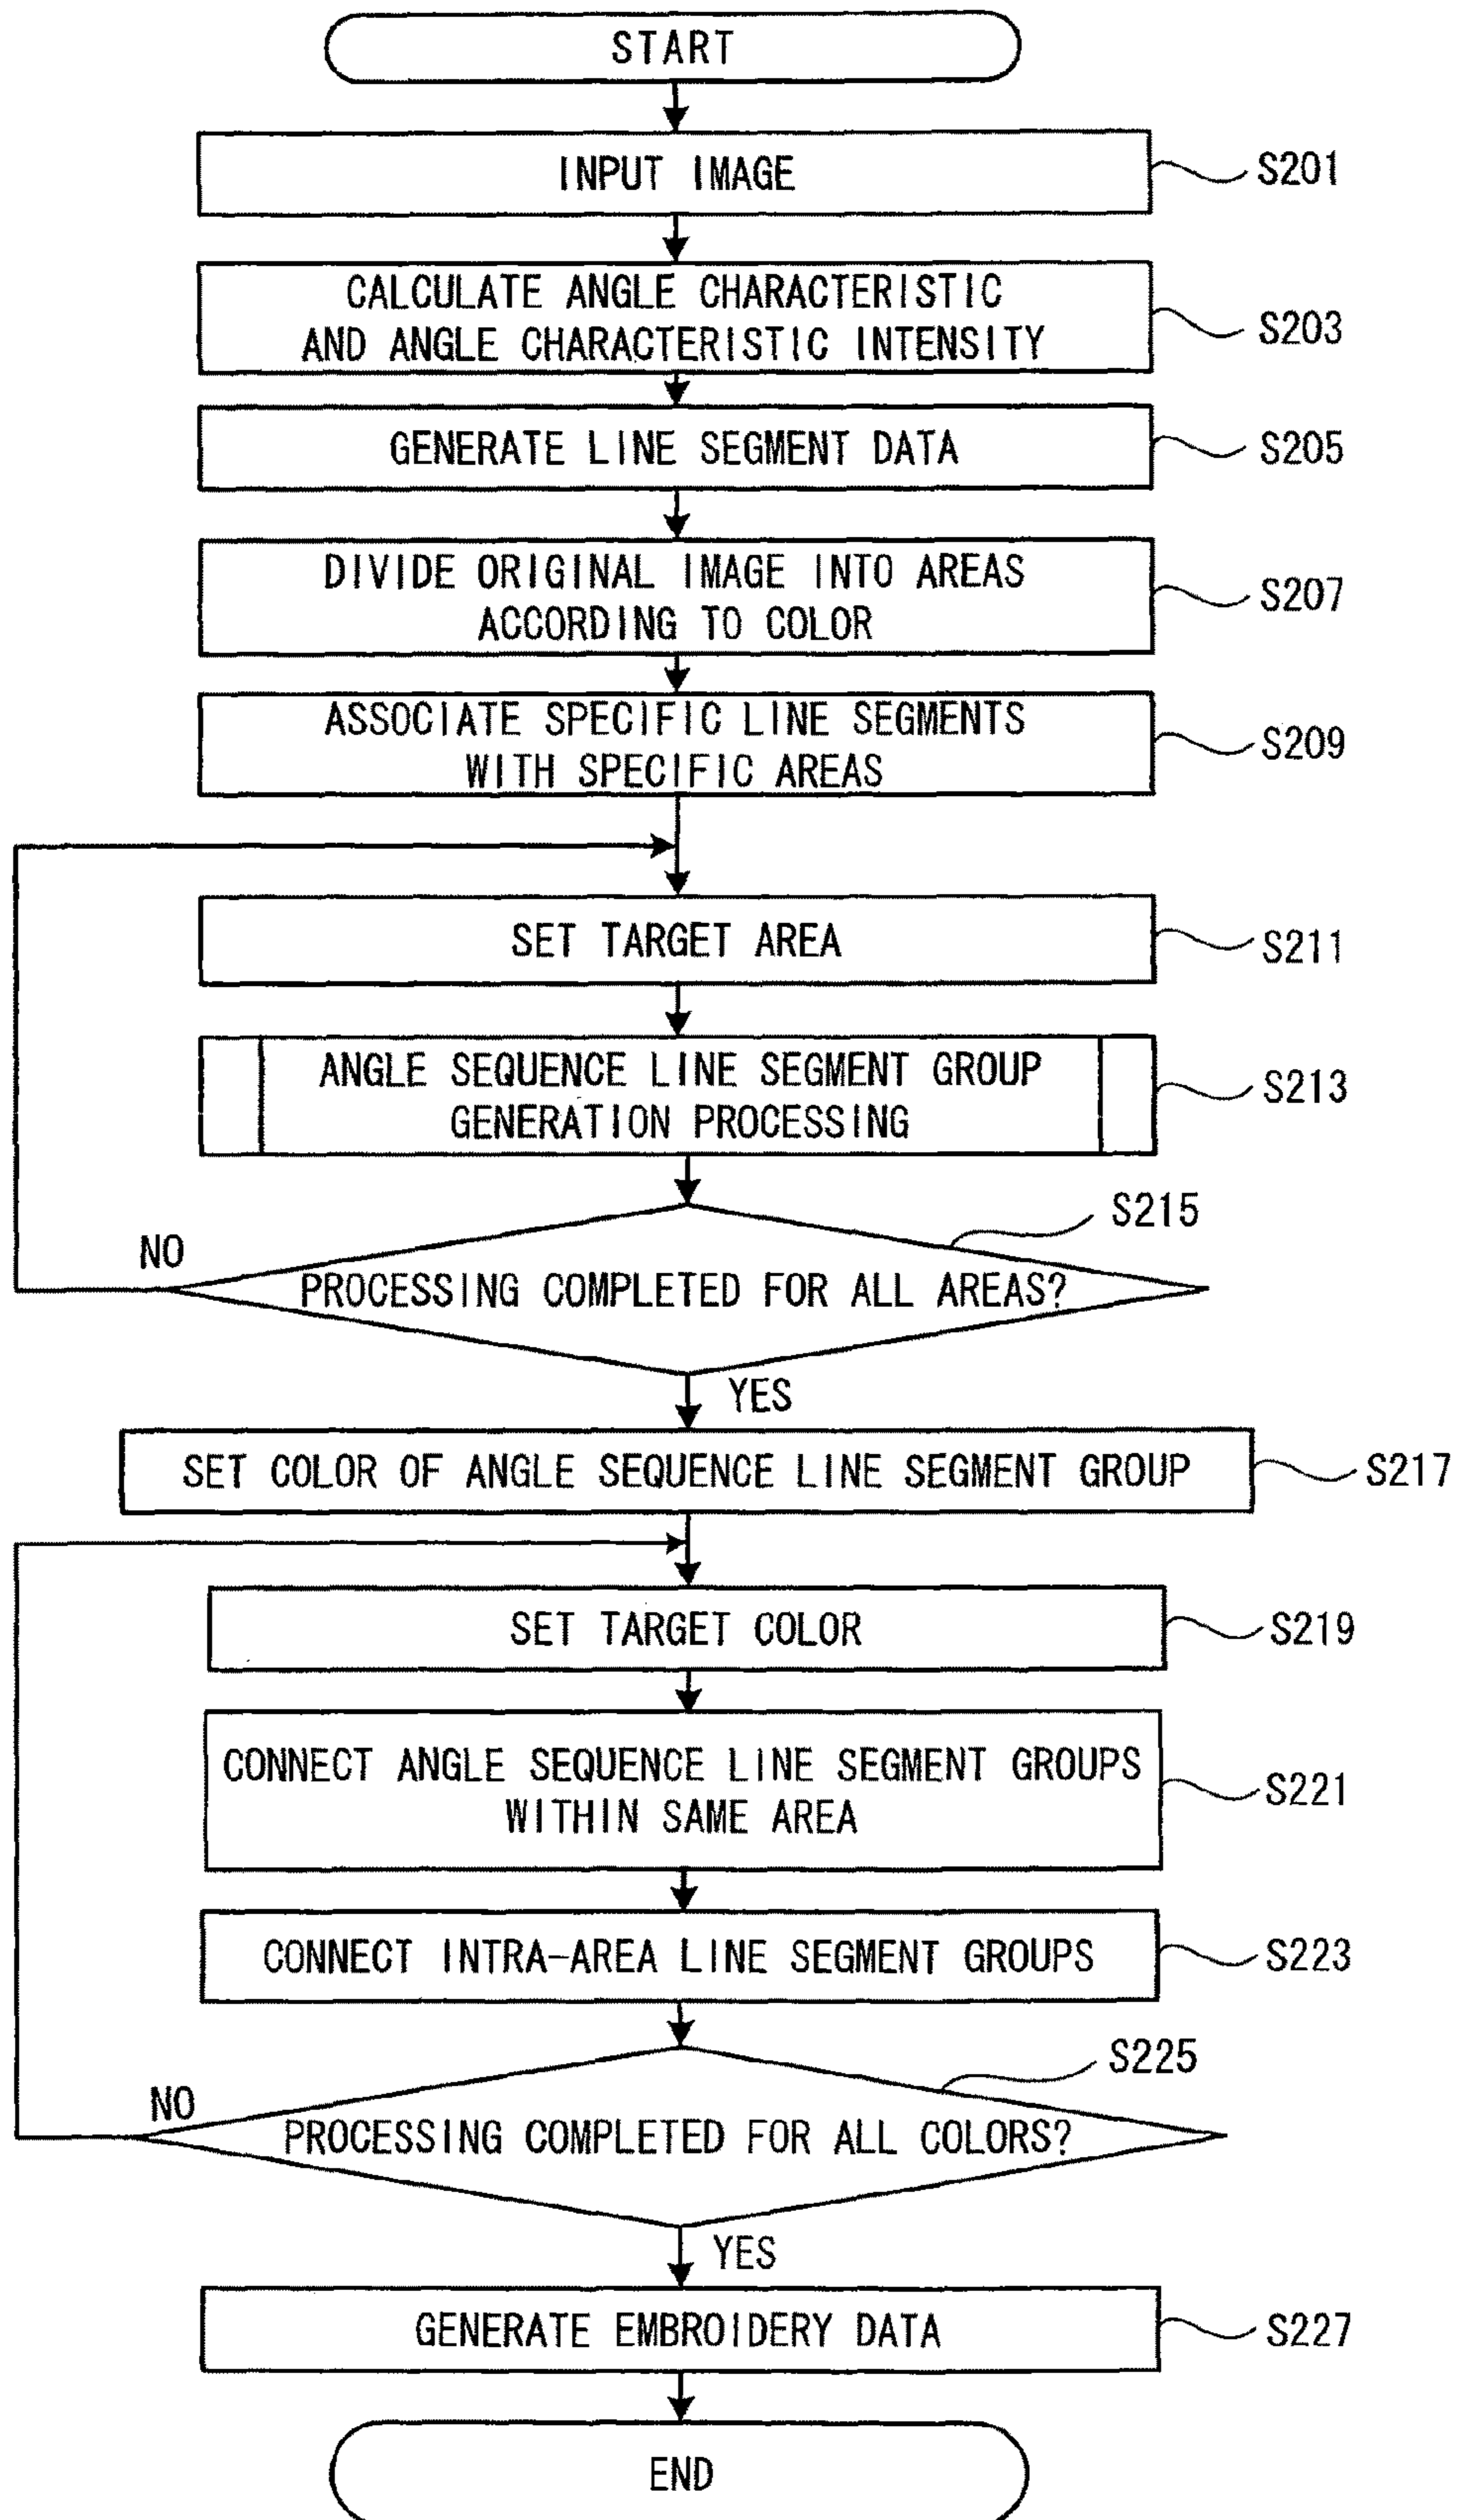 START
INPUT IMAGE
S201
CALCULATE ANGLE CHARACTERISTIC
AND ANGLE CHARACTERISTIC INTENSITY
S203
GENERATE LINE SEGMENT DATA
S205
DIVIDE ORIGINAL IMAGE INTO AREAS
ACCORDING TO COLOR
S207
ASSOCIATE SPECIFIC LINE SEGMENTS
WITH SPECIFIC AREAS
S209
SET TARGET AREA
S211
ANGLE SEQUENCE LINE SEGMENT GROUP
GENERATION PROCESSING
S213
S215
NO
PROCESSING COMPLETED FOR ALL AREAS?
YES
SET COLOR OF ANGLE SEQUENCE LINE SEGMENT GROUP
S217
SET TARGET COLOR
S219
CONNECT ANGLE SEQUENCE LINE SEGMENT GROUPS
WITHIN SAME AREA
S221
CONNECT INTRA-AREA LINE SEGMENT GROUPS
S223
S225
NO
PROCESSING COMPLETED FOR ALL COLORS?
YES
GENERATE EMBROIDERY DATA
S227
END